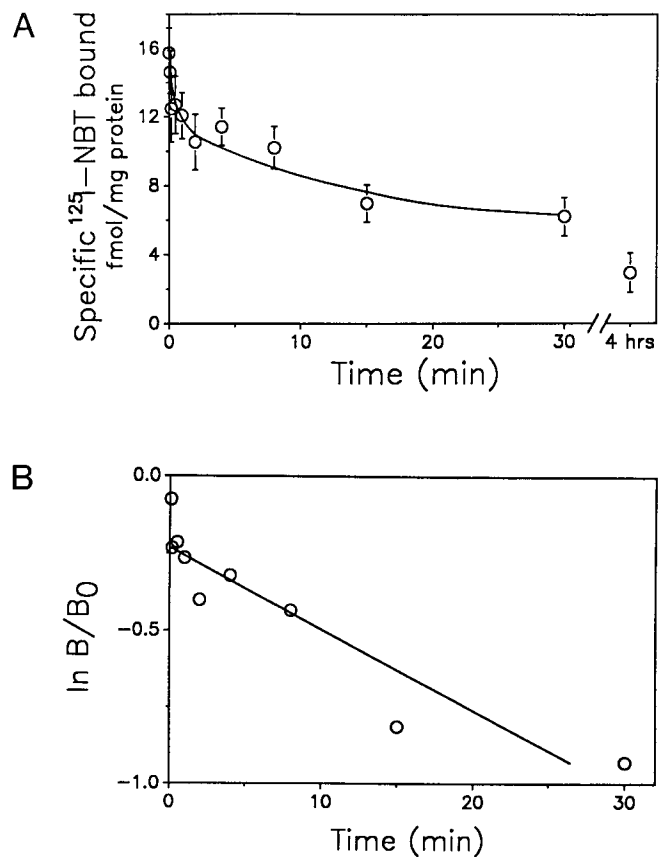 A
Specific ¹²⁵I–NBT bound
fmol/mg protein
16
12
8
4
0
0
10
20
30
4 hrs
Time (min)
B
ln B/B₀
0.0
−0.5
−1.0
0
10
20
30
Time (min)